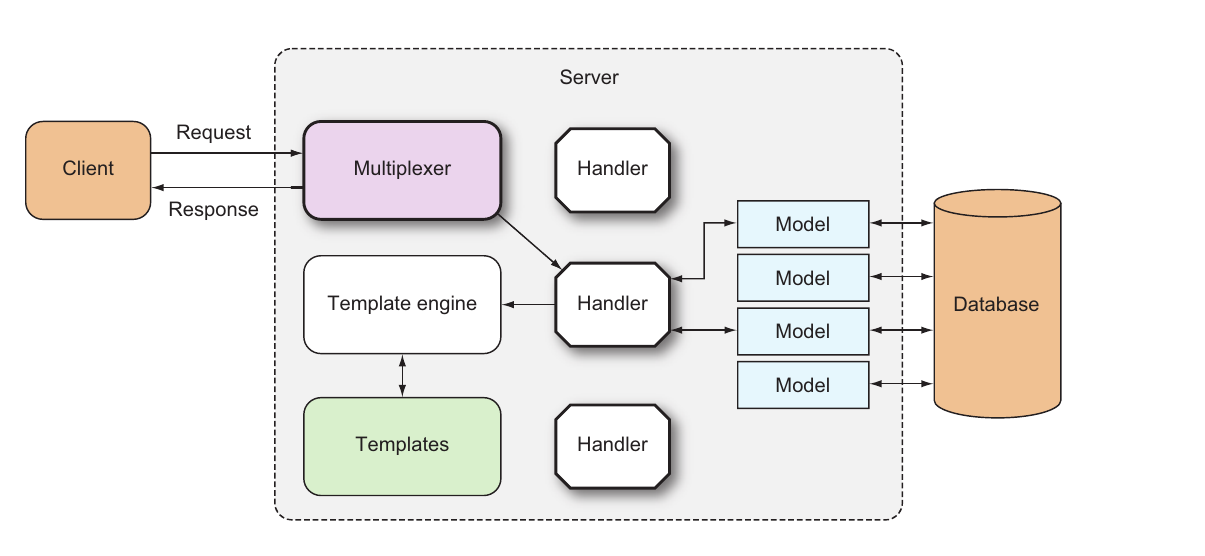 Server
Request
Client
Multiplexer
Handler
Response
Model
Template engine
Handler
Model
Database
Model
Model
Templates
Handler